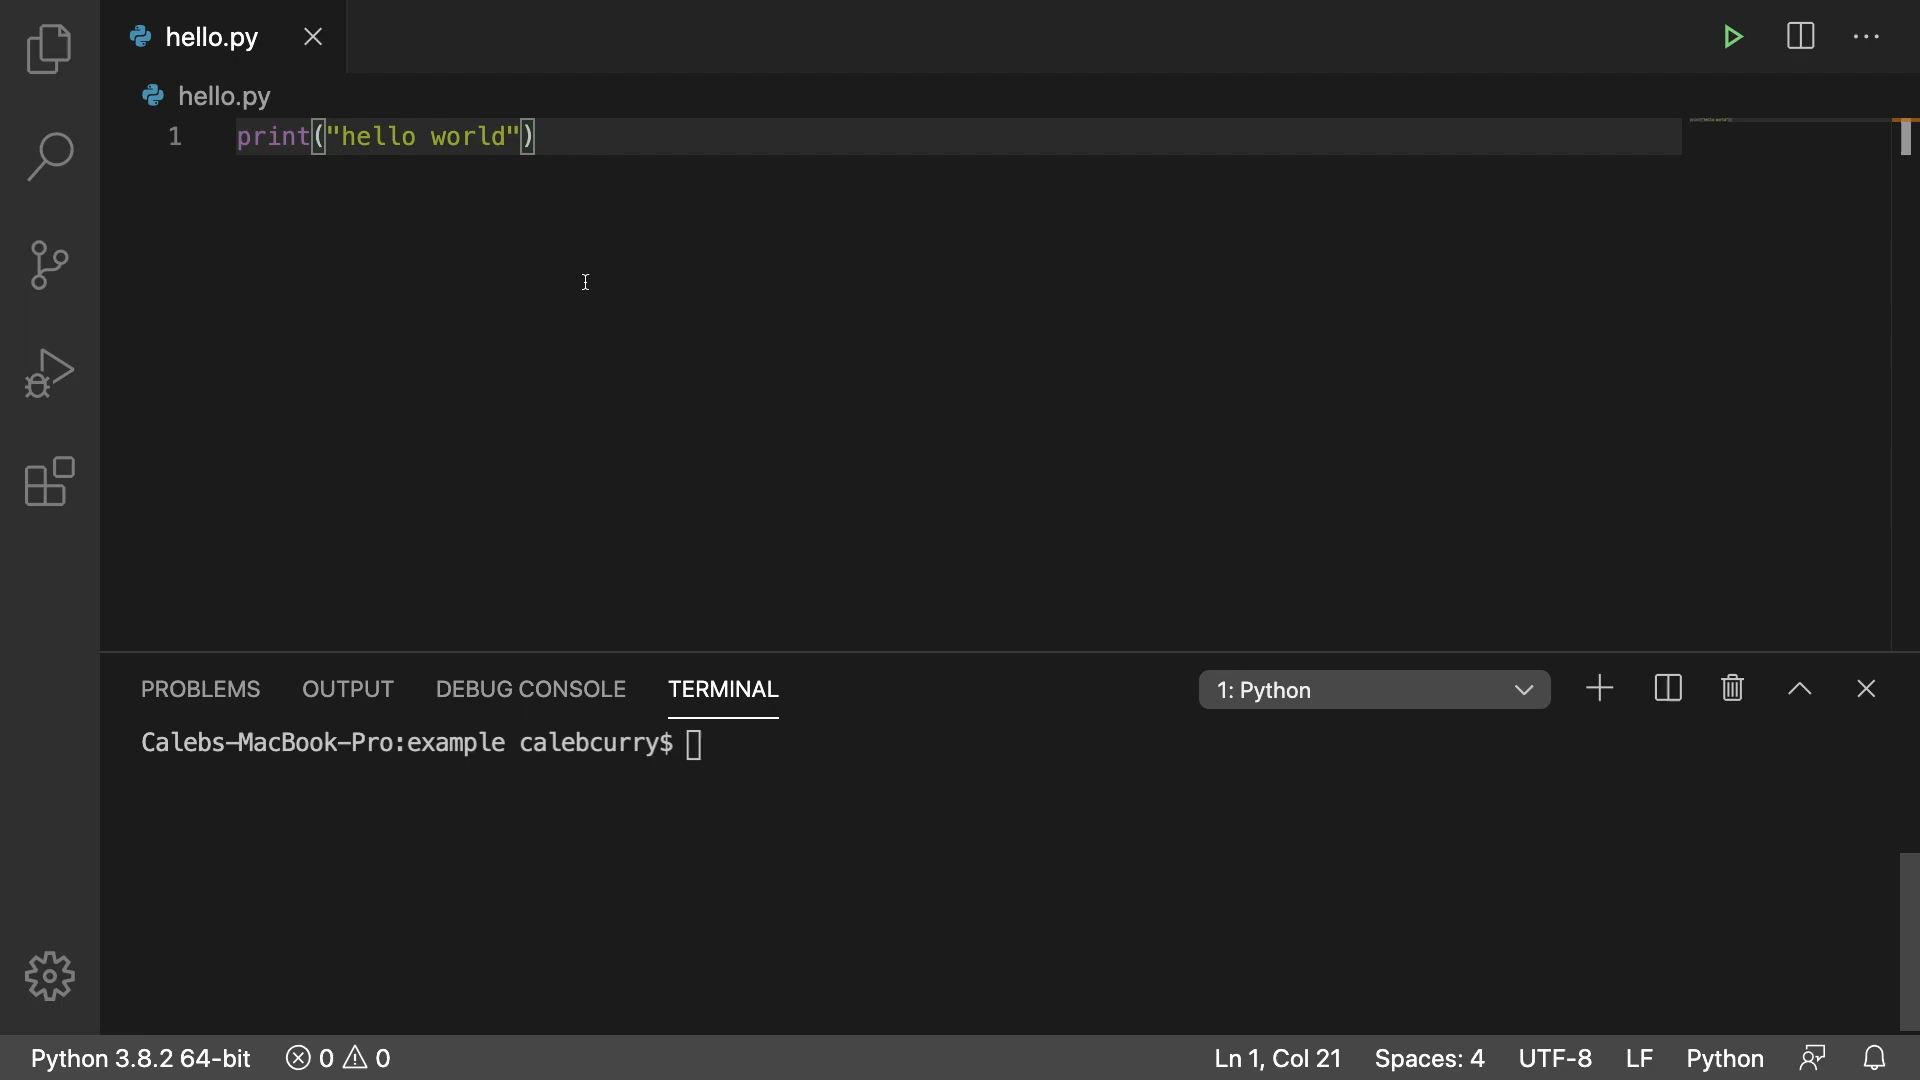 hello.py
hello.py
1 print("hello world")
PROBLEMS OUTPUT DEBUG CONSOLE TERMINAL 1: Python
Calebs-MacBook-Pro:example calebcurry$
Python 3.8.2 64-bit 0 0 Ln 1, Col 21 Spaces: 4 UTF-8 LF Python